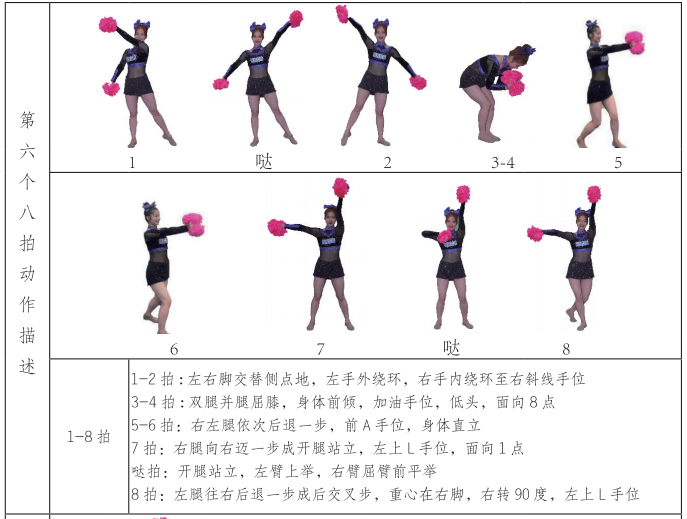 第六个八拍动作描述
1 哒 2 3-4 5
6 7 哒 8
1-8拍
1-2拍:左右脚交替侧点地,左手外绕环,右手内绕环至右斜线手位
3-4拍:双腿并腿屈膝,身体前倾,加油手位,低头,面向8点
5-6拍:右左腿依次后退一步,前A手位,身体直立
7拍:右腿向右迈一步成开腿站立,左上L手位,面向1点
哒拍:开腿站立,左臂上举,右臂屈臂前平举
8拍:左腿往右后退一步成后交叉步,重心在右脚,右转90度,左上L手位